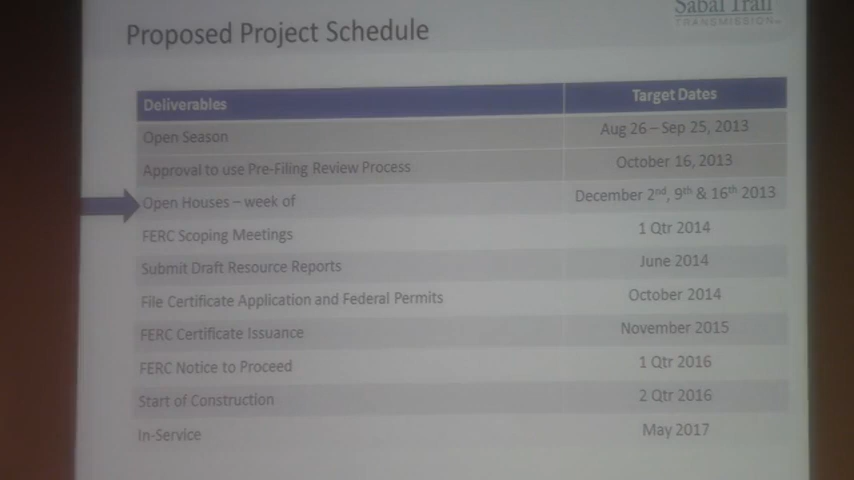 Sabal Trail
TRANSMISSION
Proposed Project Schedule
Deliverables Target Dates
Open Season Aug 26 – Sep 25, 2013
Approval to use Pre-Filing Review Process October 16, 2013
Open Houses – week of December 2nd, 9th & 16th 2013
FERC Scoping Meetings 1 Qtr 2014
Submit Draft Resource Reports June 2014
File Certificate Application and Federal Permits October 2014
FERC Certificate Issuance November 2015
FERC Notice to Proceed 1 Qtr 2016
Start of Construction 2 Qtr 2016
In-Service May 2017